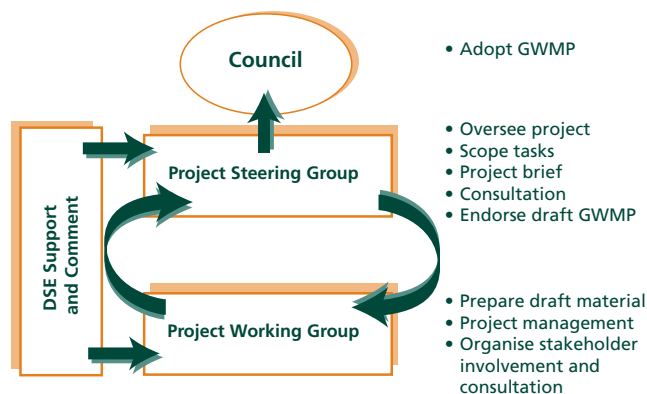 Council
• Adopt GWMP
DSE Support
and Comment
Project Steering Group
• Oversee project
• Scope tasks
• Project brief
• Consultation
• Endorse draft GWMP
Project Working Group
• Prepare draft material
• Project management
• Organise stakeholder
involvement and
consultation